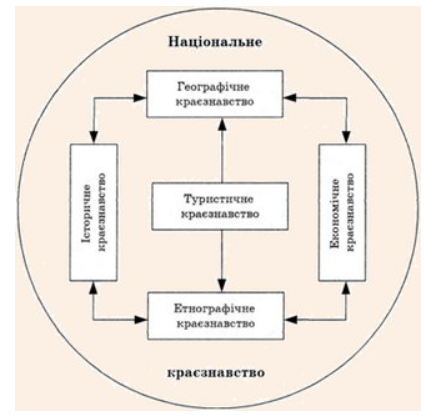 Національне
Географічне
краєзнавство
Історичне
краєзнавство
Туристичне
краєзнавство
Економічне
краєзнавство
Етнографічне
краєзнавство
краєзнавство